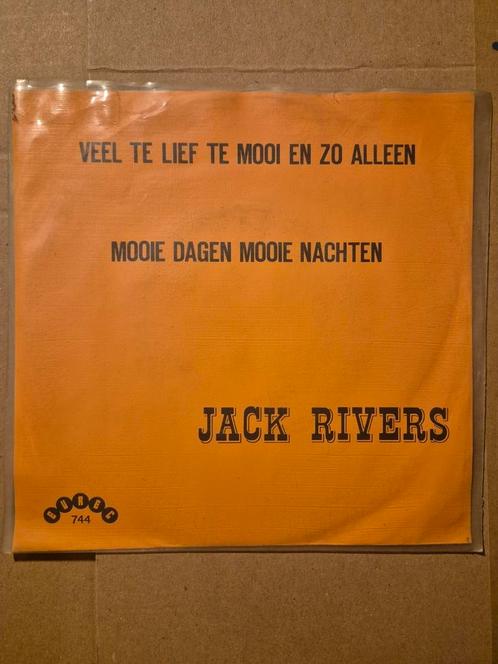 VEEL TE LIEF TE MOOI EN ZO ALLEEN
MOOIE DAGEN MOOIE NACHTEN
JACK RIVERS
744